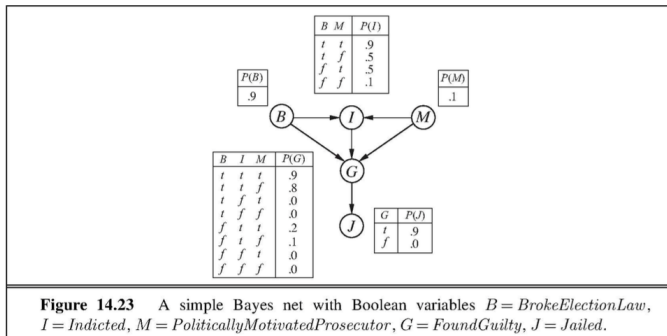 B M P(I)
t t .9
t f .5
f t .5
f f .1
P(B)
.9
P(M)
.1
B
I
M
B I M P(G)
t t t .9
t t f .8
t f t .0
t f f .0
f t t .2
f t f .1
f f t .0
f f f .0
G
J
G P(J)
t .9
f .0
Figure 14.23 A simple Bayes net with Boolean variables B = BrokeElectionLaw,
I = Indicted, M = PoliticallyMotivatedProsecutor, G = FoundGuilty, J = Jailed.